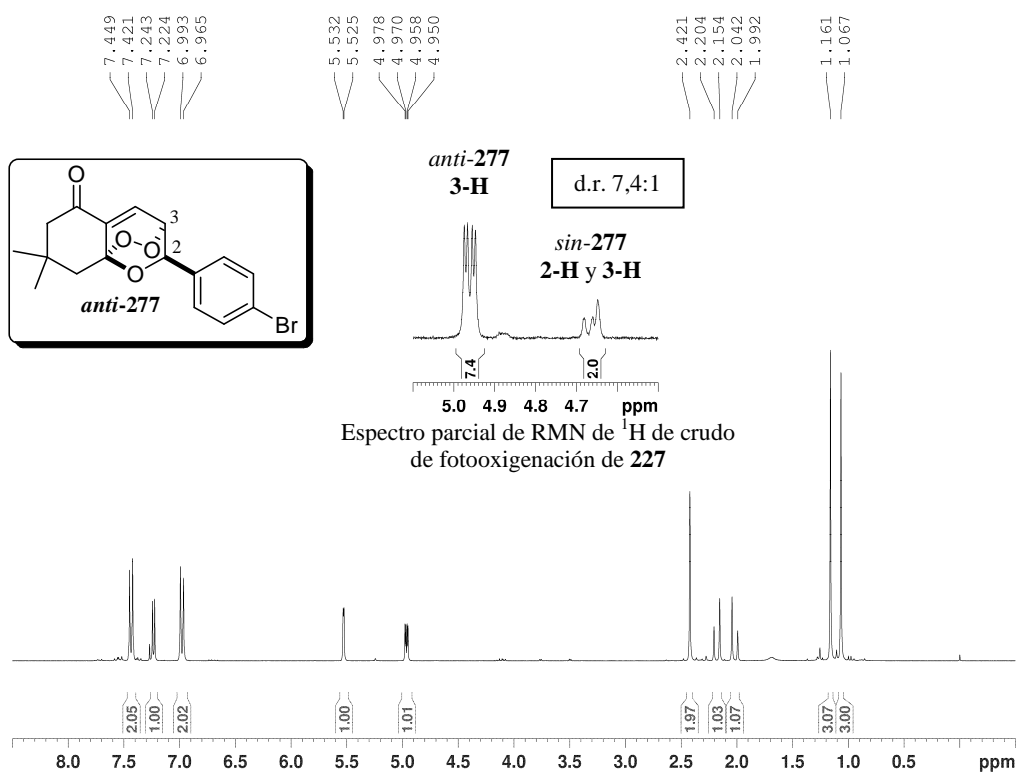 7.449 7.421 7.243 7.224 6.993 6.965 5.532 5.525 4.978 4.970 4.958 4.950 2.421 2.204 2.154 2.042 1.992 1.161 1.067
O
3
O
O
2
O
anti-277
Br
anti-277
3-H
d.r. 7,4:1
sin-277
2-H y 3-H
7.4 2.0
5.0 4.9 4.8 4.7 ppm
Espectro parcial de RMN de ¹H de crudo
de fotooxigenación de 227
2.05 1.00 2.02 1.00 1.01 1.97 1.03 1.07 3.07 3.00
8.0 7.5 7.0 6.5 6.0 5.5 5.0 4.5 4.0 3.5 3.0 2.5 2.0 1.5 1.0 0.5 ppm